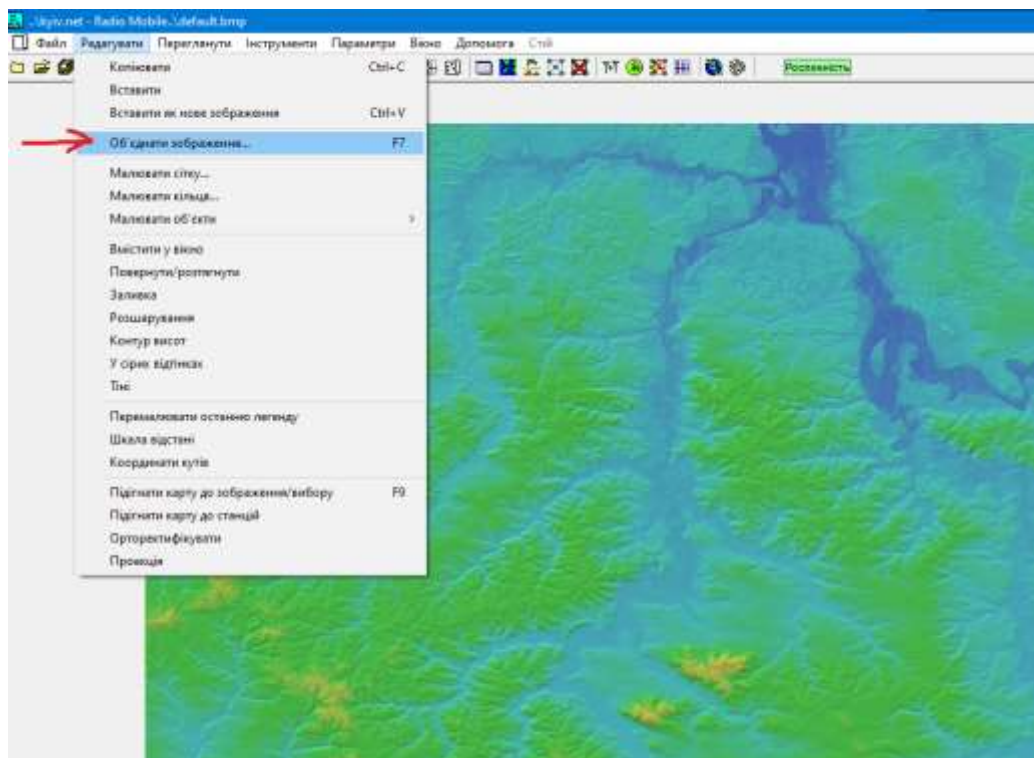 ..\kyiv.net - Radio Mobile..\default.bmp
Файл Редагувати Переглянути Інструменти Параметри Вікно Допомога Стій
Рослинність
Копіювати Ctrl+C
Вставити
Вставити як нове зображення Ctrl+V
Об'єднати зображення... F7
Малювати сітку...
Малювати кільця...
Малювати об'єкти
Вмістити у вікно
Повернути/розтягнути
Заливка
Розшарування
Контур висот
У сірих відтінках
Тіні
Перемалювати останню легенду
Шкала відстані
Координати кутів
Підігнати карту до зображення/вибору F9
Підігнати карту до станцій
Орторектифікувати
Проекція